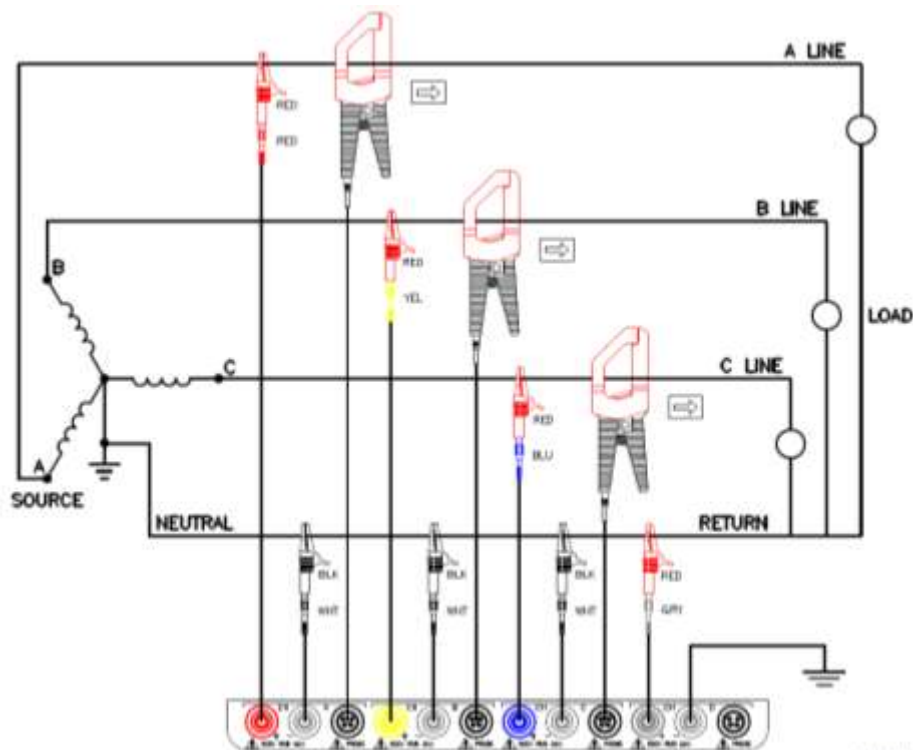 A LINE
RED
RED
B LINE
B
RED
YEL
LOAD
C
C LINE
RED
BLU
A
SOURCE
NEUTRAL
RETURN
BLK
BLK
BLK
RED
WHT
WHT
WHT
GRY